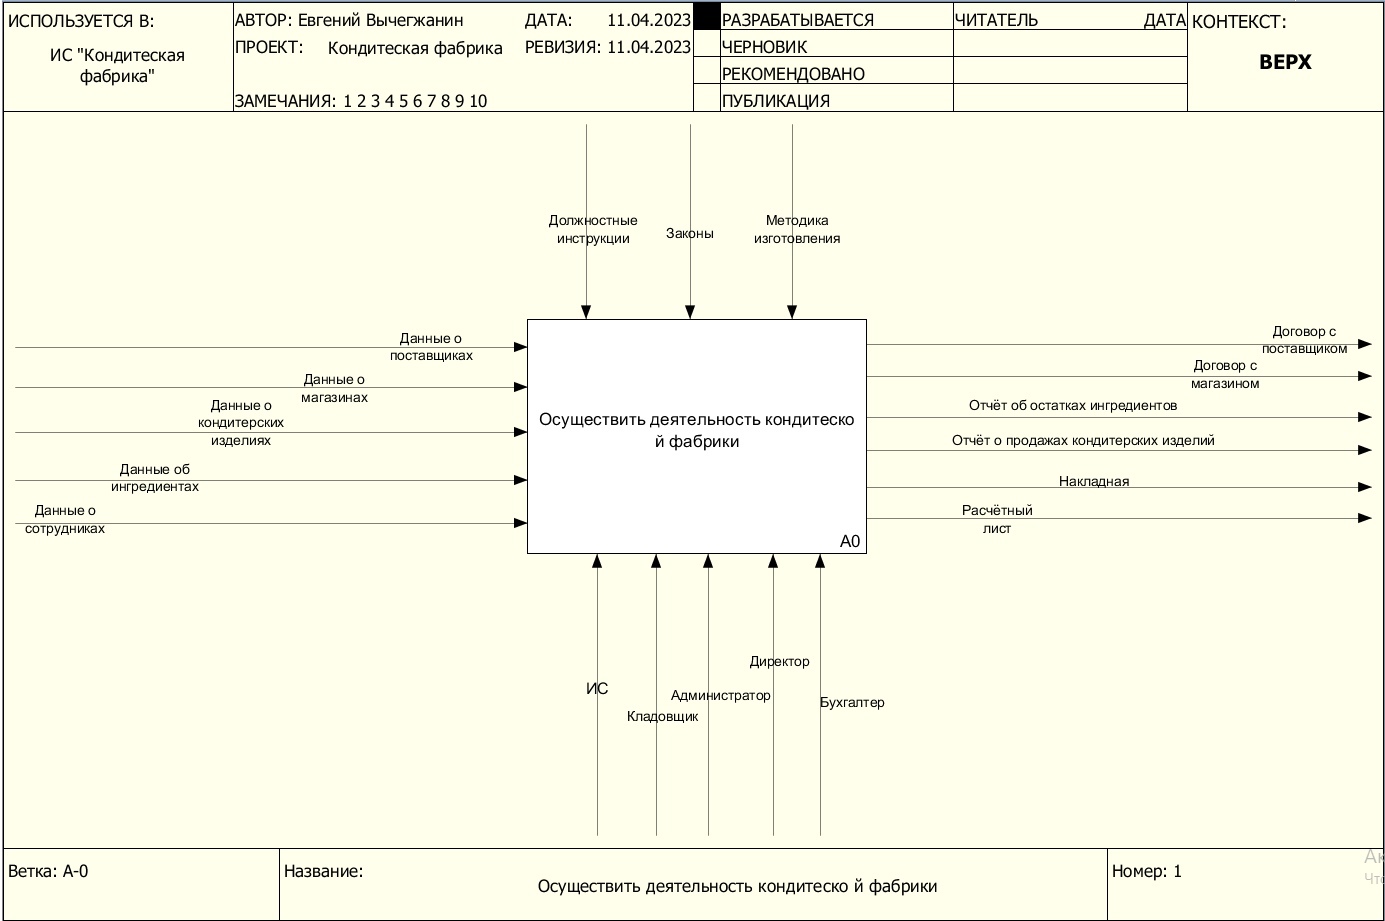 ИСПОЛЬЗУЕТСЯ В:
ИС "Кондитеская
фабрика"
АВТОР: Евгений Вычегжанин
ДАТА: 11.04.2023
ПРОЕКТ: Кондитеская фабрика
РЕВИЗИЯ: 11.04.2023
ЗАМЕЧАНИЯ: 1 2 3 4 5 6 7 8 9 10
РАЗРАБАТЫВАЕТСЯ
ЧЕРНОВИК
РЕКОМЕНДОВАНО
ПУБЛИКАЦИЯ
ЧИТАТЕЛЬ ДАТА
КОНТЕКСТ:
ВЕРХ
Должностные
инструкции
Законы
Методика
изготовления
Данные о
поставщиках
Данные о
магазинах
Данные о
кондитерских
изделиях
Данные об
ингредиентах
Данные о
сотрудниках
Осуществить деятельность кондитеско
й фабрики
A0
Договор с
поставщиком
Договор с
магазином
Отчёт об остатках ингредиентов
Отчёт о продажах кондитерских изделий
Накладная
Расчётный
лист
ИС
Кладовщик
Администратор
Директор
Бухгалтер
Ветка: A-0
Название:
Осуществить деятельность кондитеско й фабрики
Номер: 1